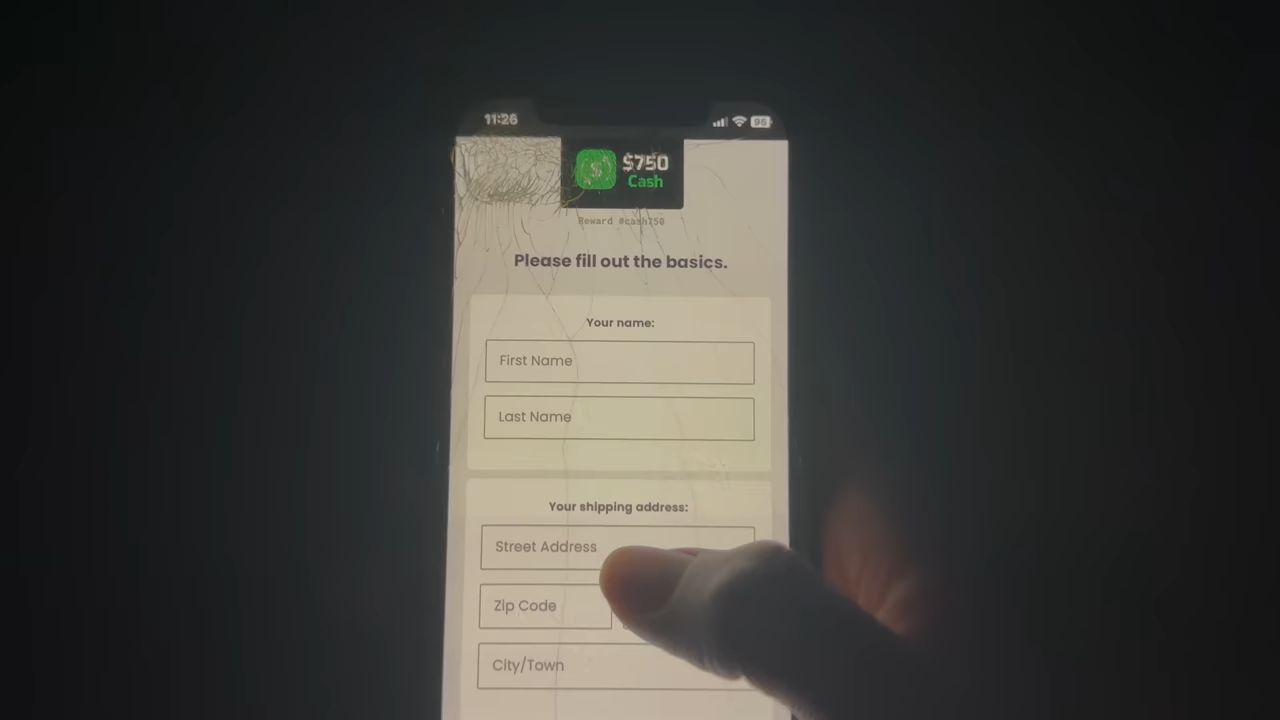 11:26
96
$750
Cash
Reward #cash750
Please fill out the basics.
Your name:
First Name
Last Name
Your shipping address:
Street Address
Zip Code
City/Town